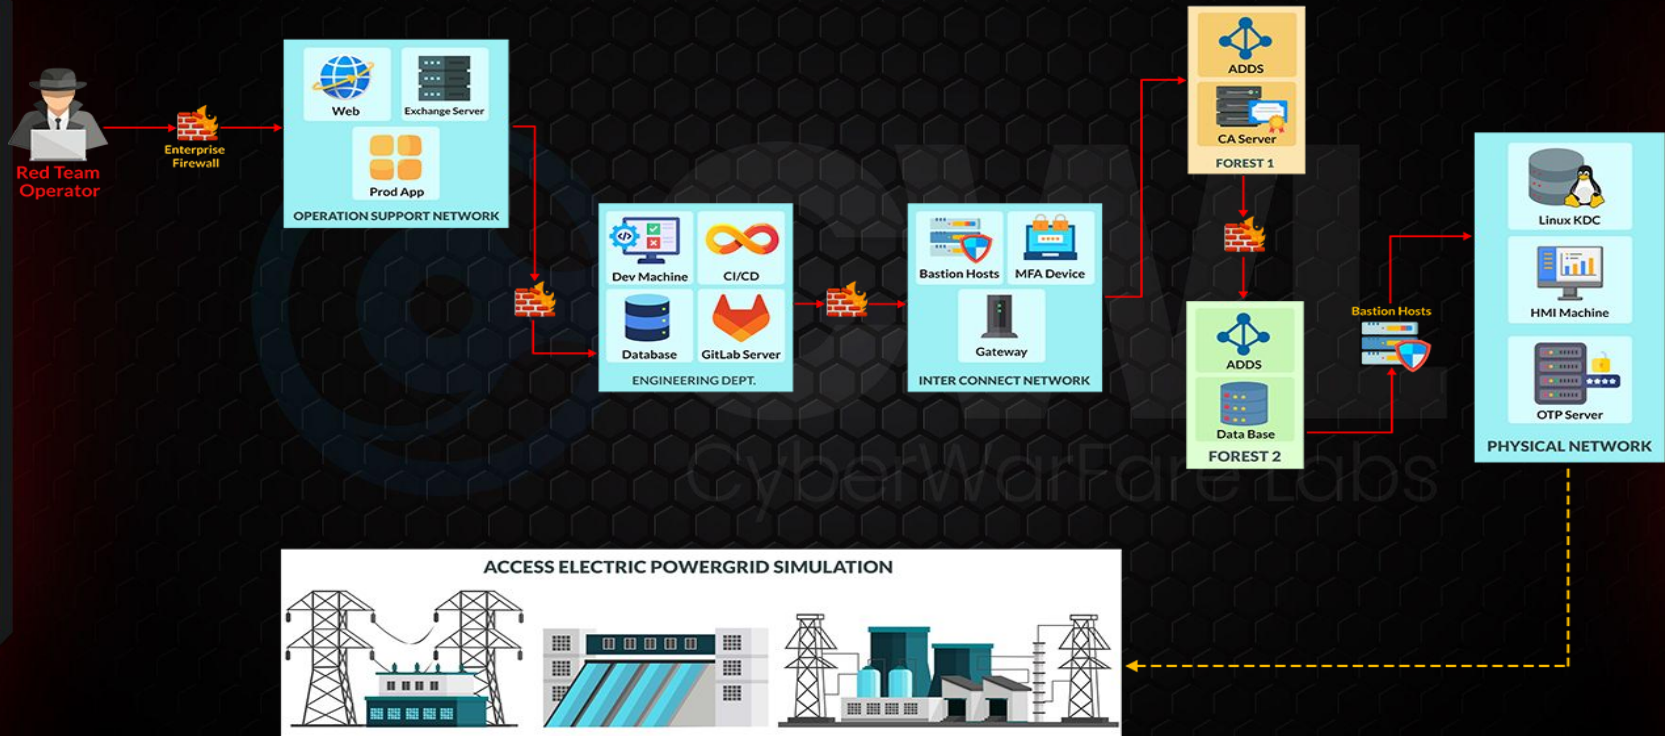 Red Team
Operator
Enterprise
Firewall
Web
Exchange Server
Prod App
OPERATION SUPPORT NETWORK
Dev Machine
CI/CD
Database
GitLab Server
ENGINEERING DEPT.
Bastion Hosts
MFA Device
Gateway
INTER CONNECT NETWORK
ADDS
CA Server
FOREST 1
ADDS
Data Base
FOREST 2
Bastion Hosts
Linux KDC
HMI Machine
OTP Server
PHYSICAL NETWORK
CWL
CyberWarFare Labs
ACCESS ELECTRIC POWERGRID SIMULATION